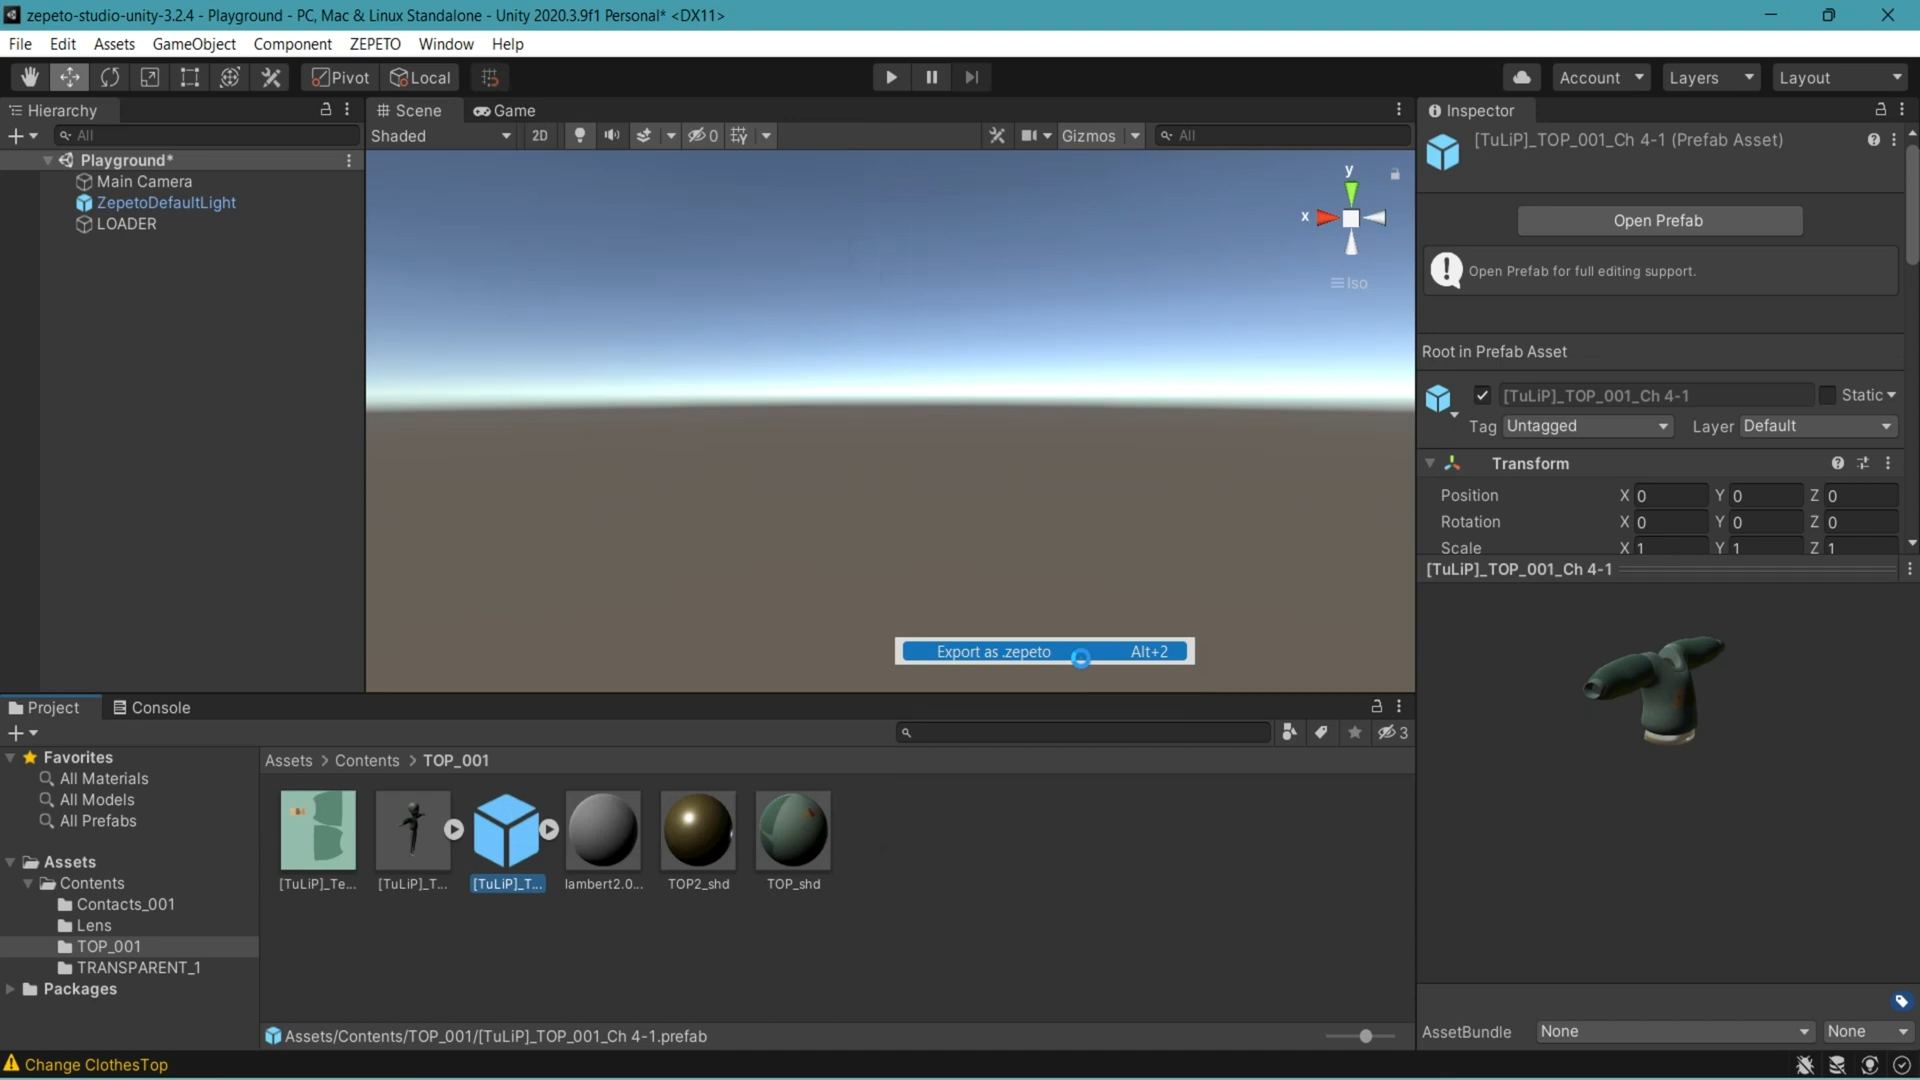 zepeto-studio-unity-3.2.4 - Playground - PC, Mac & Linux Standalone - Unity 2020.3.9f1 Personal* <DX11>
File Edit Assets GameObject Component ZEPETO Window Help
Pivot Local Account Layers Layout
Hierarchy
All
Playground*
Main Camera
ZepetoDefaultLight
LOADER
Scene Game
Shaded 2D 0 Gizmos All
y
x
Iso
Export as .zepeto Alt+2
Inspector
[TuLiP]_TOP_001_Ch 4-1 (Prefab Asset)
Open Prefab
Open Prefab for full editing support.
Root in Prefab Asset
[TuLiP]_TOP_001_Ch 4-1 Static
Tag Untagged Layer Default
Transform
Position X 0 Y 0 Z 0
Rotation X 0 Y 0 Z 0
Scale X 1 Y 1 Z 1
[TuLiP]_TOP_001_Ch 4-1
AssetBundle None None
Project Console
3
Favorites
All Materials
All Models
All Prefabs
Assets
Contents
Contacts_001
Lens
TOP_001
TRANSPARENT_1
Packages
Assets > Contents > TOP_001
[TuLiP]_Te... [TuLiP]_T... [TuLiP]_T... lambert2.0... TOP2_shd TOP_shd
Assets/Contents/TOP_001/[TuLiP]_TOP_001_Ch 4-1.prefab
Change ClothesTop